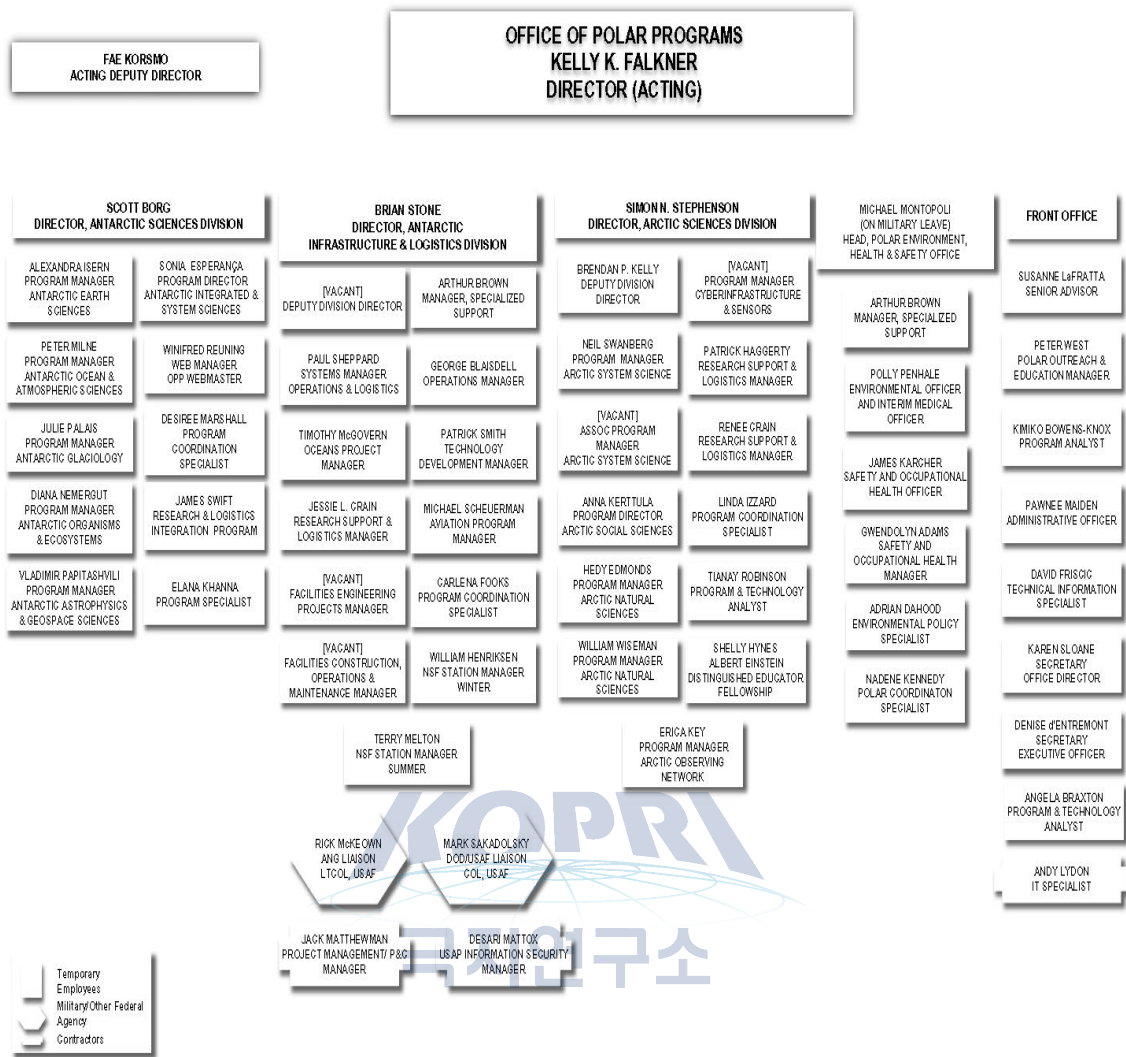 OFFICE OF POLAR PROGRAMS
KELLY K. FALKNER
DIRECTOR (ACTING)
FAE KORSMO
ACTING DEPUTY DIRECTOR
SCOTT BORG
DIRECTOR, ANTARCTIC SCIENCES DIVISION
ALEXANDRA ISERN
PROGRAM MANAGER
ANTARCTIC EARTH
SCIENCES
SONIA ESPERANÇA
PROGRAM DIRECTOR
ANTARCTIC INTEGRATED &
SYSTEM SCIENCES
PETER MILNE
PROGRAM MANAGER
ANTARCTIC OCEAN &
ATMOSPHERIC SCIENCES
WINIFRED REUNING
WEB MANAGER
OPP WEBMASTER
JULIE PALAIS
PROGRAM MANAGER
ANTARCTIC GLACIOLOGY
DESIREE MARSHALL
PROGRAM
COORDINATION
SPECIALIST
DIANA NEMERGUT
PROGRAM MANAGER
ANTARCTIC ORGANISMS
& ECOSYSTEMS
JAMES SWIFT
RESEARCH & LOGISTICS
INTEGRATION PROGRAM
VLADIMIR PAPITASHVILI
PROGRAM MANAGER
ANTARCTIC ASTROPHYSICS
& GEOSPACE SCIENCES
ELANA KHANNA
PROGRAM SPECIALIST
BRIAN STONE
DIRECTOR, ANTARCTIC
INFRASTRUCTURE & LOGISTICS DIVISION
[VACANT]
DEPUTY DIVISION DIRECTOR
ARTHUR BROWN
MANAGER, SPECIALIZED
SUPPORT
PAUL SHEPPARD
SYSTEMS MANAGER
OPERATIONS & LOGISTICS
GEORGE BLAISDELL
OPERATIONS MANAGER
TIMOTHY McGOVERN
OCEANS PROJECT
MANAGER
PATRICK SMITH
TECHNOLOGY
DEVELOPMENT MANAGER
JESSIE L. CRAIN
RESEARCH SUPPORT &
LOGISTICS MANAGER
MICHAEL SCHEUERMAN
AVIATION PROGRAM
MANAGER
[VACANT]
FACILITIES ENGINEERING
PROJECTS MANAGER
CARLENA FOOKS
PROGRAM COORDINATION
SPECIALIST
[VACANT]
FACILITIES CONSTRUCTION,
OPERATIONS &
MAINTENANCE MANAGER
WILLIAM HENRIKSEN
NSF STATION MANAGER
WINTER
TERRY MELTON
NSF STATION MANAGER
SUMMER
RICK McKEOWN
ANG LIAISON
LTCOL, USAF
MARK SAKADOLSKY
DOD/USAF LIAISON
COL, USAF
JACK MATTHEWMAN
PROJECT MANAGEMENT/ P&C
MANAGER
DESARI MATTOX
USAP INFORMATION SECURITY
MANAGER
SIMON N. STEPHENSON
DIRECTOR, ARCTIC SCIENCES DIVISION
BRENDAN P. KELLY
DEPUTY DIVISION
DIRECTOR
[VACANT]
PROGRAM MANAGER
CYBERINFRASTRUCTURE
& SENSORS
NEIL SWANBERG
PROGRAM MANAGER
ARCTIC SYSTEM SCIENCE
PATRICK HAGGERTY
RESEARCH SUPPORT &
LOGISTICS MANAGER
[VACANT]
ASSOC PROGRAM
MANAGER
ARCTIC SYSTEM SCIENCE
RENEE CRAIN
RESEARCH SUPPORT &
LOGISTICS MANAGER
ANNA KERTTULA
PROGRAM DIRECTOR
ARCTIC SOCIAL SCIENCES
LINDA IZZARD
PROGRAM COORDINATION
SPECIALIST
HEDY EDMONDS
PROGRAM MANAGER
ARCTIC NATURAL
SCIENCES
TIANAY ROBINSON
PROGRAM & TECHNOLOGY
ANALYST
WILLIAM WISEMAN
PROGRAM MANAGER
ARCTIC NATURAL
SCIENCES
SHELLY HYNES
ALBERT EINSTEIN
DISTINGUISHED EDUCATOR
FELLOWSHIP
ERICA KEY
PROGRAM MANAGER
ARCTIC OBSERVING
NETWORK
MICHAEL MONTOPOLI
(ON MILITARY LEAVE)
HEAD, POLAR ENVIRONMENT,
HEALTH & SAFETY OFFICE
ARTHUR BROWN
MANAGER, SPECIALIZED
SUPPORT
POLLY PENHALE
ENVIRONMENTAL OFFICER
AND INTERIM MEDICAL
OFFICER
JAMES KARCHER
SAFETY AND OCCUPATIONAL
HEALTH OFFICER
GWENDOLYN ADAMS
SAFETY AND
OCCUPATIONAL HEALTH
MANAGER
ADRIAN DAHOOD
ENVIRONMENTAL POLICY
SPECIALIST
NADENE KENNEDY
POLAR COORDINATON
SPECIALIST
FRONT OFFICE
SUSANNE LaFRATTA
SENIOR ADVISOR
PETER WEST
POLAR OUTREACH &
EDUCATION MANAGER
KIMIKO BOWENS-KNOX
PROGRAM ANALYST
PAWNEE MAIDEN
ADMINISTRATIVE OFFICER
DAVID FRISCIC
TECHNICAL INFORMATION
SPECIALIST
KAREN SLOANE
SECRETARY
OFFICE DIRECTOR
DENISE d'ENTREMONT
SECRETARY
EXECUTIVE OFFICER
ANGELA BRAXTON
PROGRAM & TECHNOLOGY
ANALYST
ANDY LYDON
IT SPECIALIST
KOPRI
극지연구소
Temporary
Employees
Military/Other Federal
Agency
Contractors